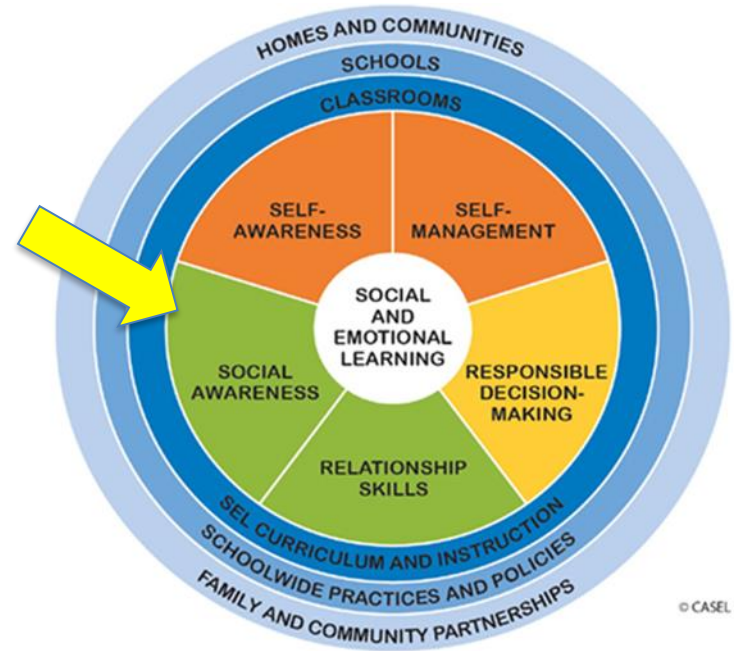 HOMES AND COMMUNITIES
SCHOOLS
CLASSROOMS
SELF-
AWARENESS
SELF-
MANAGEMENT
SOCIAL
AND
EMOTIONAL
LEARNING
SOCIAL
AWARENESS
RESPONSIBLE
DECISION-
MAKING
RELATIONSHIP
SKILLS
SEL CURRICULUM AND INSTRUCTION
SCHOOLWIDE PRACTICES AND POLICIES
FAMILY AND COMMUNITY PARTNERSHIPS
© CASEL